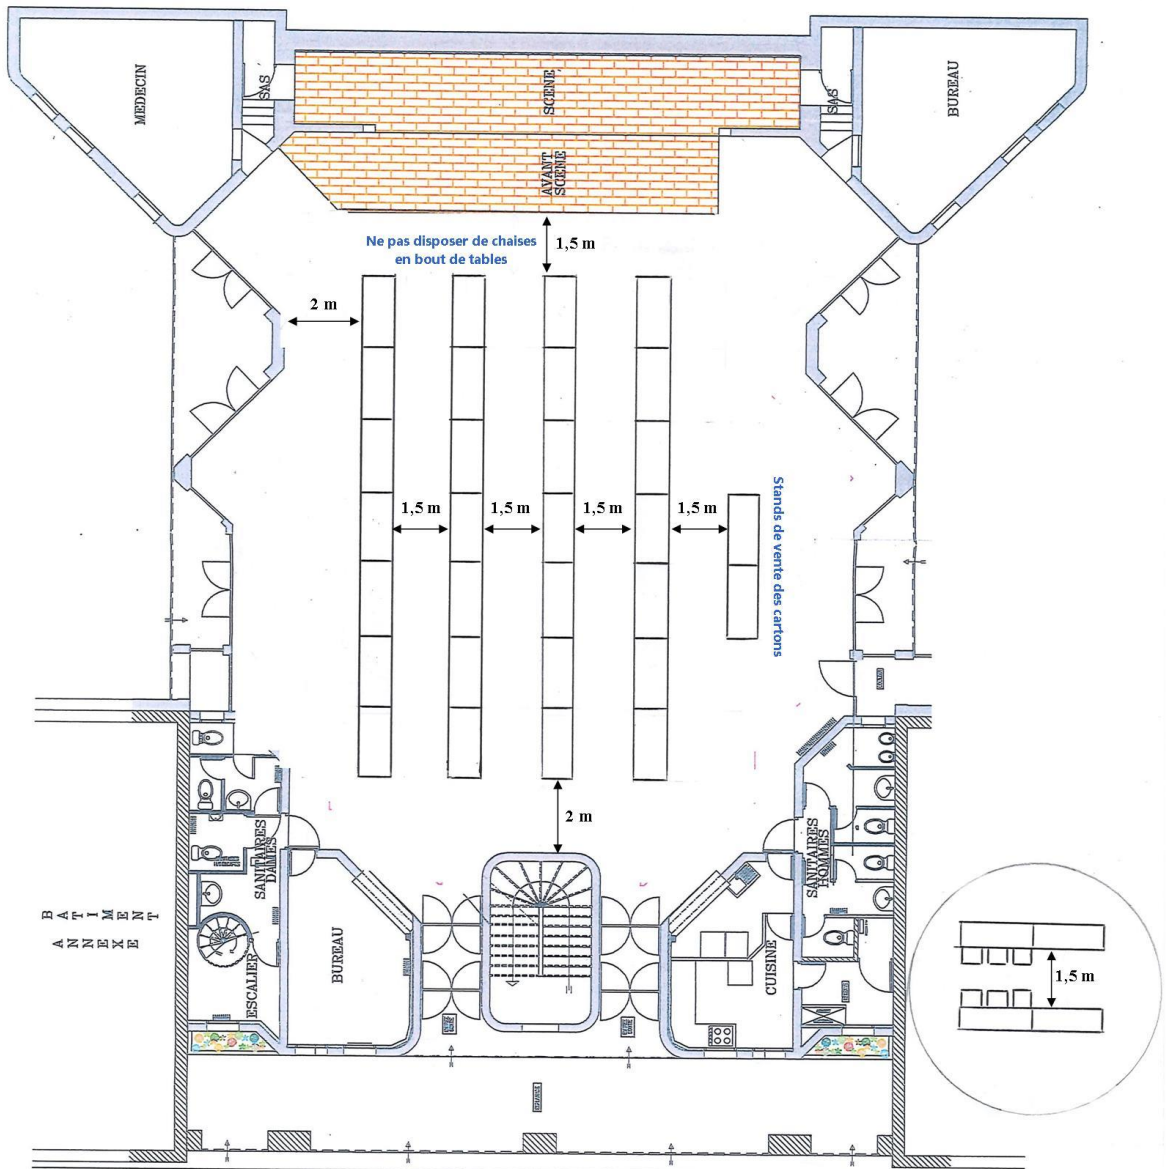 MEDECIN
SAS
SCENE
SAS
BUREAU
AVANT
SCENE
Ne pas disposer de chaises
en bout de tables
1,5 m
2 m
1,5 m
1,5 m
1,5 m
1,5 m
Stands de vente des cartons
2 m
SANITAIRES
DAMES
SANITAIRES
HOMMES
BATIMENT
ANNEXE
ESCALIER
BUREAU
CUISINE
1,5 m